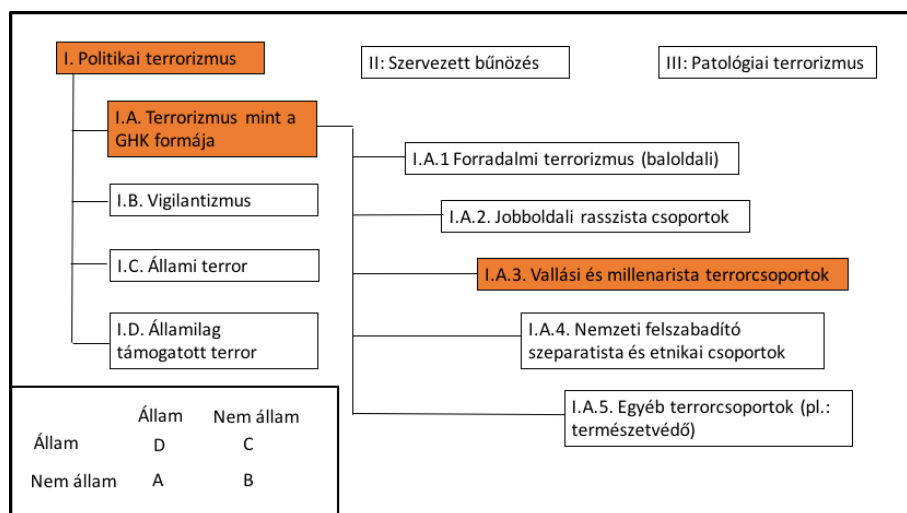 I. Politikai terrorizmus
II: Szervezett bűnözés
III: Patológiai terrorizmus
I.A. Terrorizmus mint a
GHK formája
I.A.1 Forradalmi terrorizmus (baloldali)
I.B. Vigilantizmus
I.A.2. Jobboldali rasszista csoportok
I.C. Állami terror
I.A.3. Vallási és millenarista terrorcsoportok
I.D. Államilag
támogatott terror
I.A.4. Nemzeti felszabadító
szeparatista és etnikai csoportok
I.A.5. Egyéb terrorcsoportok (pl.:
természetvédő)
Állam Nem állam
Állam D C
Nem állam A B